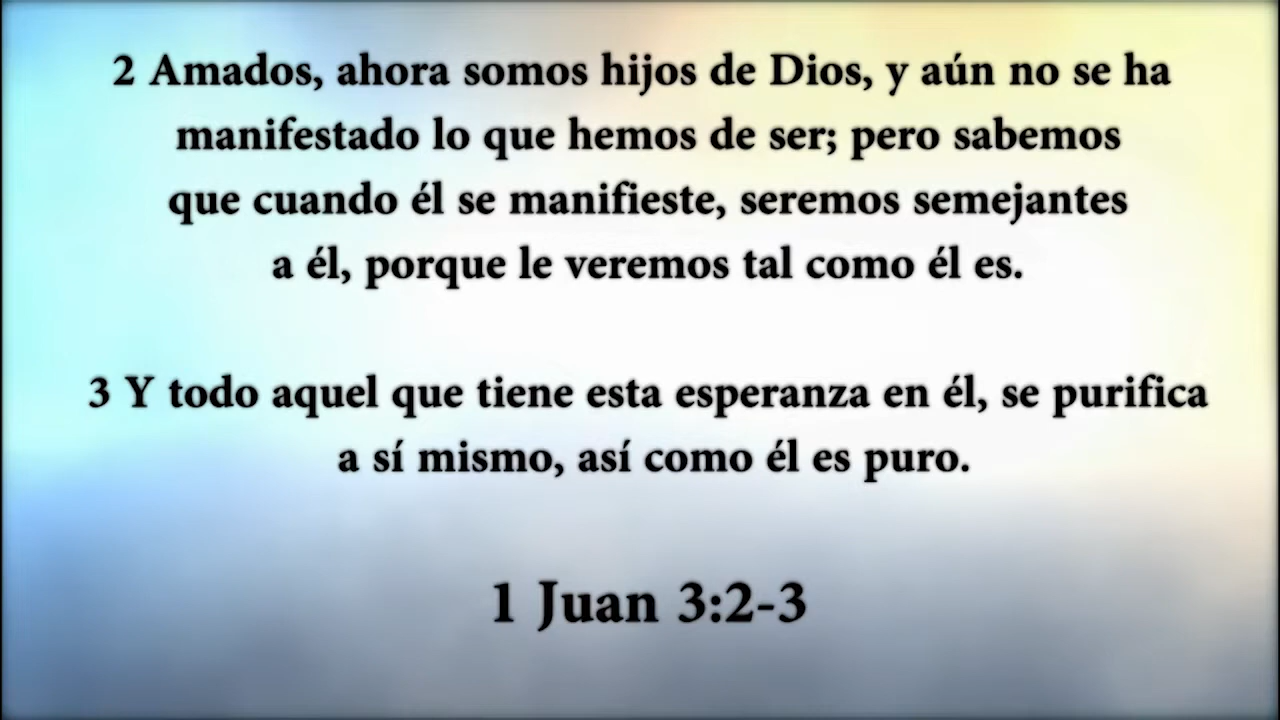 2 Amados, ahora somos hijos de Dios, y aún no se ha
manifestado lo que hemos de ser; pero sabemos
que cuando él se manifieste, seremos semejantes
a él, porque le veremos tal como él es.
3 Y todo aquel que tiene esta esperanza en él, se purifica
a sí mismo, así como él es puro.
1 Juan 3:2-3